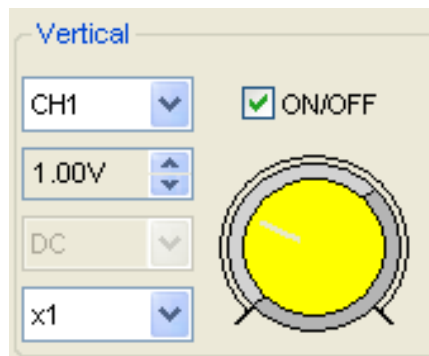 Vertical
CH1
ON/OFF
1.00V
DC
x1